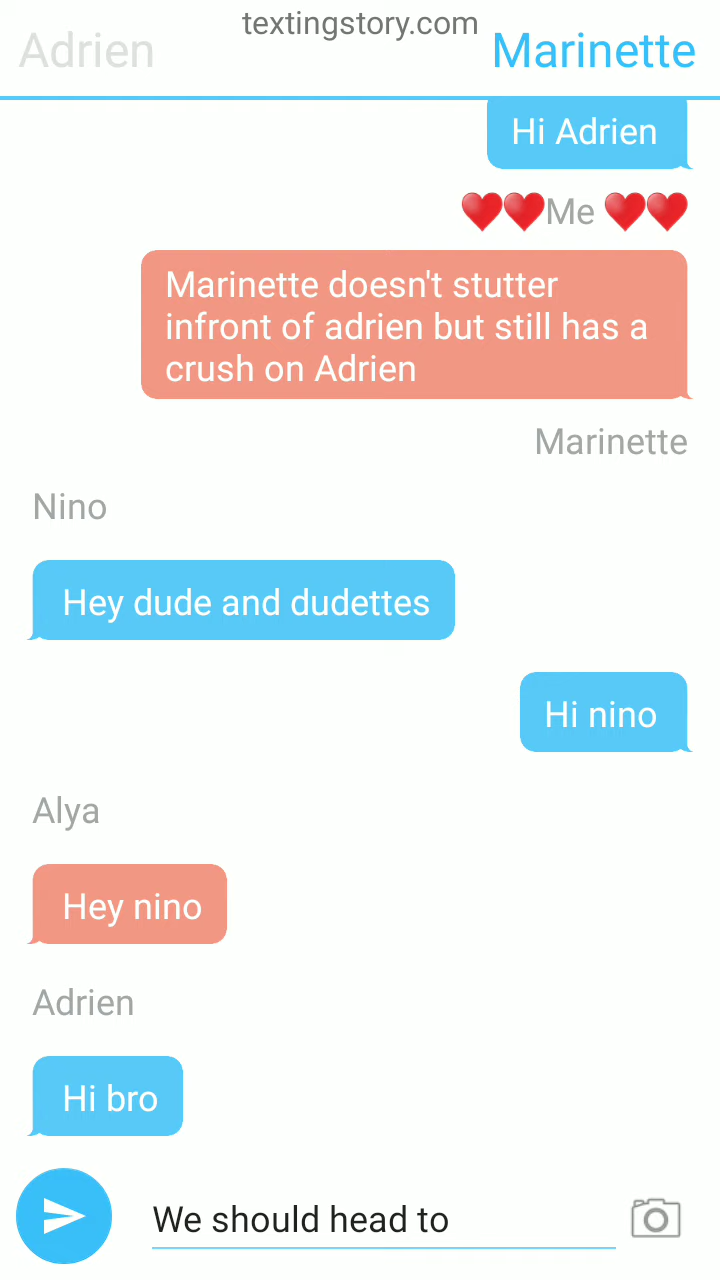 textingstory.com
Adrien
Marinette
Hi Adrien
❤️❤️Me ❤️❤️
Marinette doesn't stutter
infront of adrien but still has a
crush on Adrien
Marinette
Nino
Hey dude and dudettes
Hi nino
Alya
Hey nino
Adrien
Hi bro
We should head to